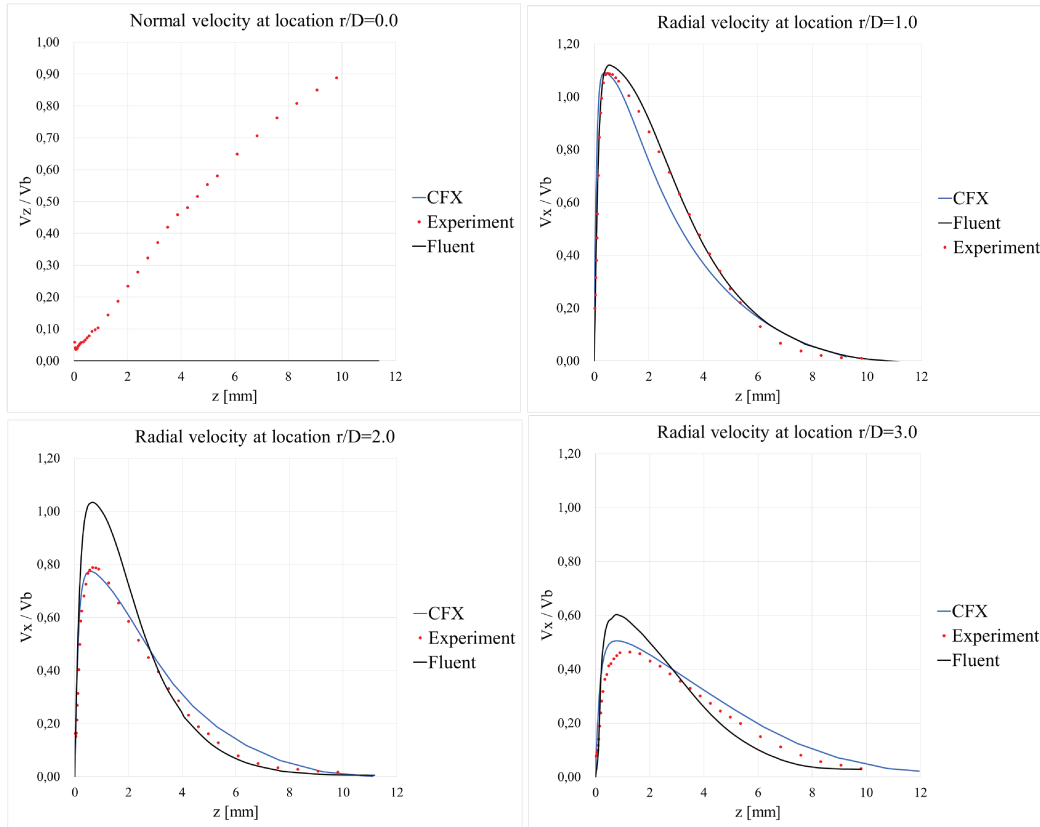 Normal velocity at location r/D=0.0
1,00
0,90
0,80
0,70
0,60
0,50
0,40
0,30
0,20
0,10
0,00
Vz / Vb
0 2 4 6 8 10 12
z [mm]
CFX
Experiment
Fluent
Radial velocity at location r/D=1.0
1,20
1,00
0,80
0,60
0,40
0,20
0,00
Vx / Vb
0 2 4 6 8 10 12
z [mm]
CFX
Fluent
Experiment
Radial velocity at location r/D=2.0
1,20
1,00
0,80
0,60
0,40
0,20
0,00
Vx / Vb
0 2 4 6 8 10 12
z [mm]
CFX
Experiment
Fluent
Radial velocity at location r/D=3.0
1,20
1,00
0,80
0,60
0,40
0,20
0,00
Vx / Vb
0 2 4 6 8 10 12
z [mm]
CFX
Experiment
Fluent